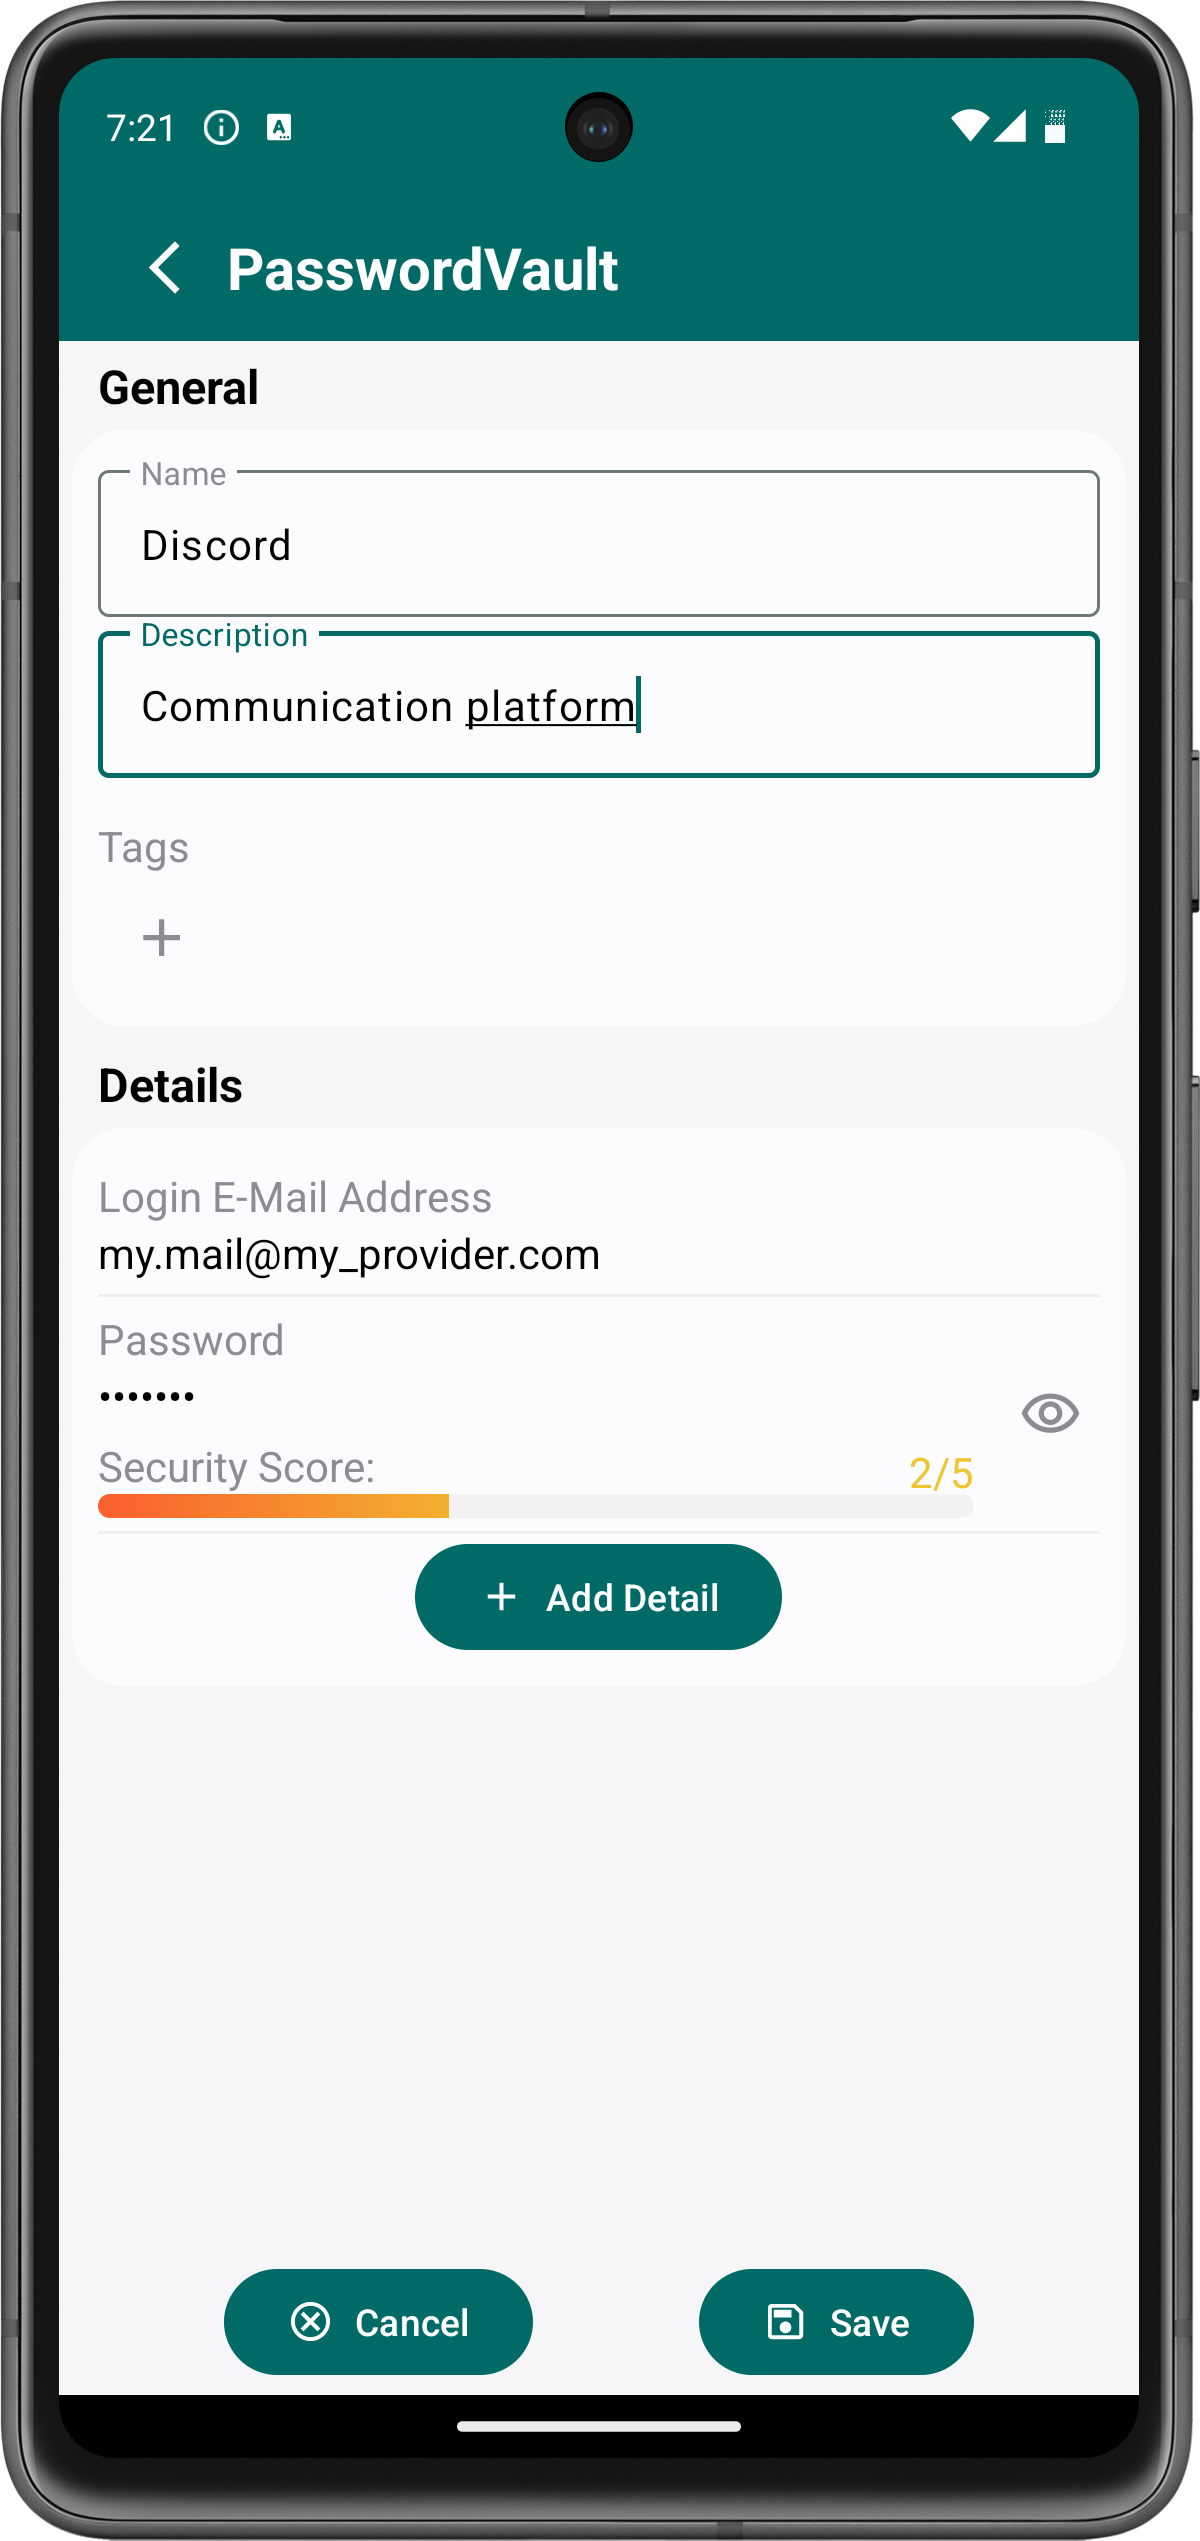 7:21
PasswordVault
General
Name
Discord
Description
Communication platform
Tags
Details
Login E-Mail Address
my.mail@my_provider.com
Password
•••••••
Security Score:
2/5
Add Detail
Cancel
Save